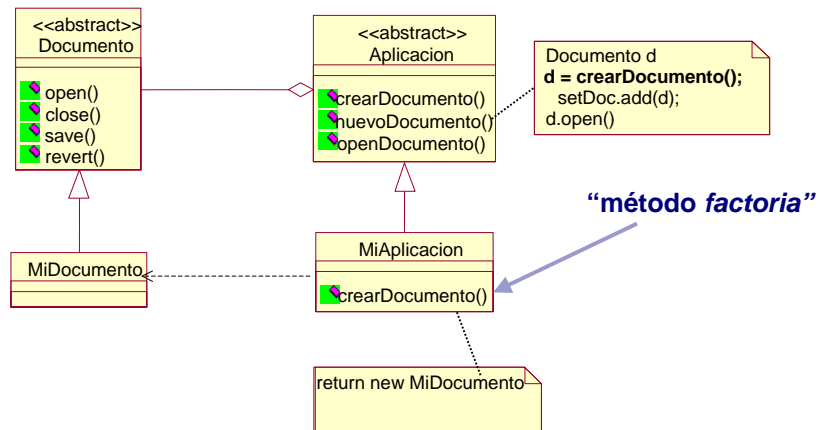 <<abstract>>
Documento
open()
close()
save()
revert()
<<abstract>>
Aplicacion
crearDocumento()
nuevoDocumento()
openDocumento()
Documento d
d = crearDocumento();
setDoc.add(d);
d.open()
“método factoria”
MiDocumento
MiAplicacion
crearDocumento()
return new MiDocumento